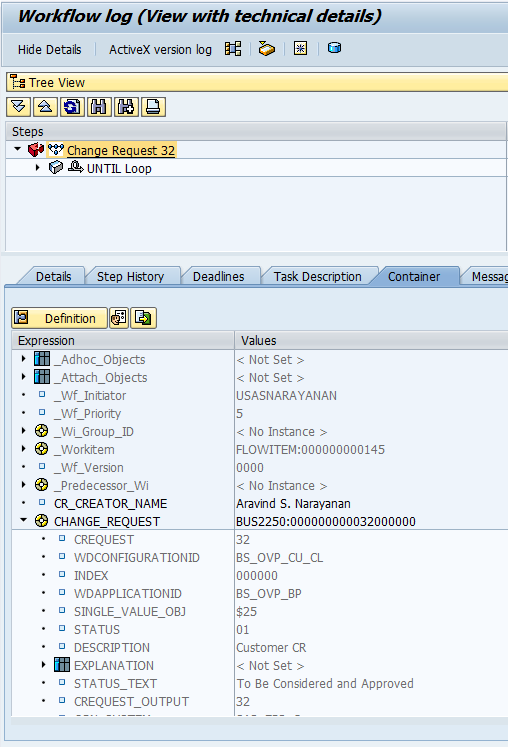 Workflow log (View with technical details)
Hide Details ActiveX version log
Tree View
Steps
Change Request 32
UNTIL Loop
Details Step History Deadlines Task Description Container Messag
Definition
Expression Values
_Adhoc_Objects < Not Set >
_Attach_Objects < Not Set >
_Wf_Initiator USASNARAYANAN
_Wf_Priority 5
_Wi_Group_ID < No Instance >
_Workitem FLOWITEM:000000000145
_Wf_Version 0000
_Predecessor_Wi < No Instance >
CR_CREATOR_NAME Aravind S. Narayanan
CHANGE_REQUEST BUS2250:000000000032000000
CREQUEST 32
WDCONFIGURATIONID BS_OVP_CU_CL
INDEX 000000
WDAPPLICATIONID BS_OVP_BP
SINGLE_VALUE_OBJ $25
STATUS 01
DESCRIPTION Customer CR
EXPLANATION < Not Set >
STATUS_TEXT To Be Considered and Approved
CREQUEST_OUTPUT 32